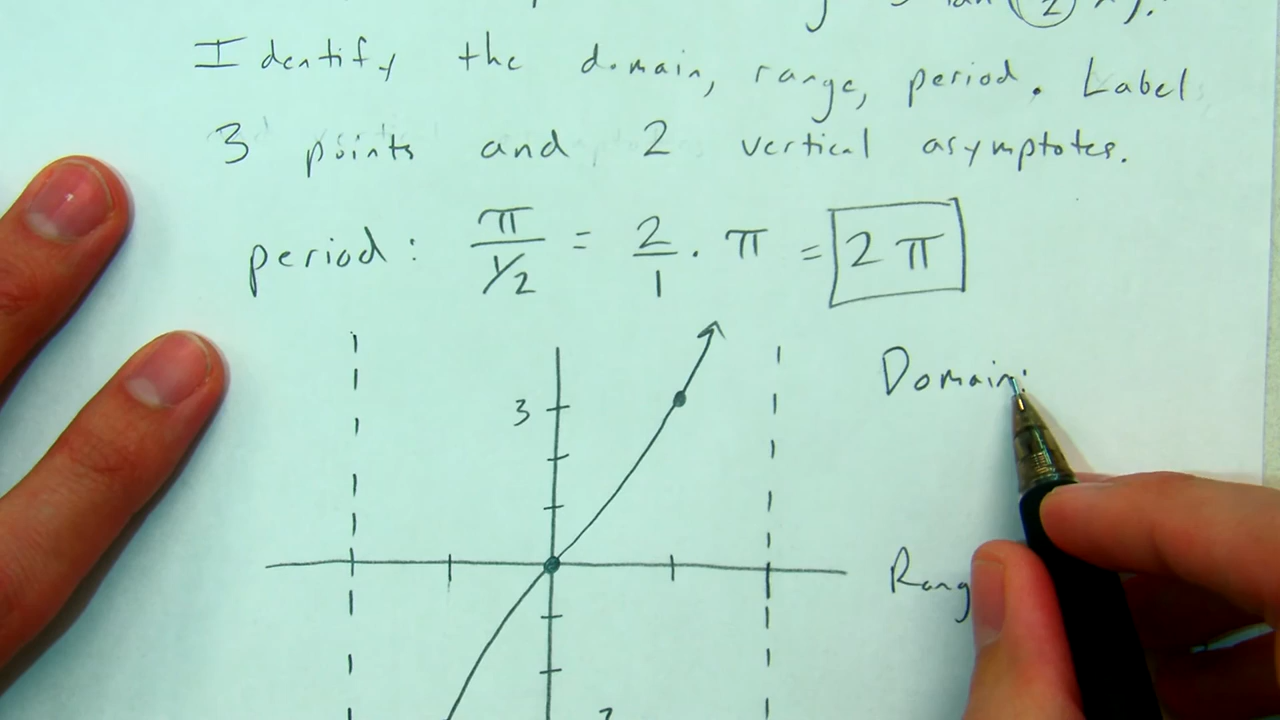 Identify the domain, range, period. Label
3 points and 2 vertical asymptotes.
period: π/1/2 = 2/1 · π = 2π
Domain:
3
Rang